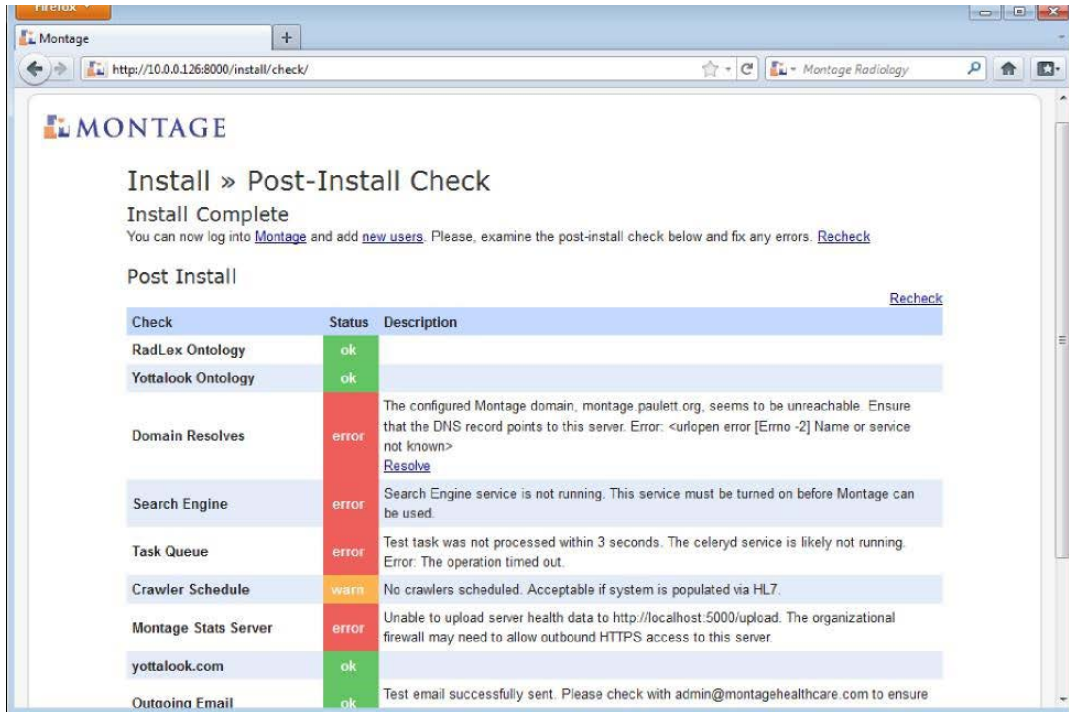 Firefox
Montage
http://10.0.0.126:8000/install/check/
Montage Radiology
MONTAGE
Install » Post-Install Check
Install Complete
You can now log into Montage and add new users. Please, examine the post-install check below and fix any errors. Recheck
Post Install
Recheck
Check Status Description
RadLex Ontology ok
Yottalook Ontology ok
The configured Montage domain, montage.paulett.org, seems to be unreachable. Ensure
Domain Resolves error that the DNS record points to this server. Error: <urlopen error [Errno -2] Name or service
not known>
Resolve
Search Engine error Search Engine service is not running. This service must be turned on before Montage can
be used.
Task Queue error Test task was not processed within 3 seconds. The celeryd service is likely not running.
Error: The operation timed out.
Crawler Schedule warn No crawlers scheduled. Acceptable if system is populated via HL7.
Montage Stats Server error Unable to upload server health data to http://localhost:5000/upload. The organizational
firewall may need to allow outbound HTTPS access to this server.
yottalook.com ok
Outgoing Email ok Test email successfully sent. Please check with admin@montagehealthcare.com to ensure